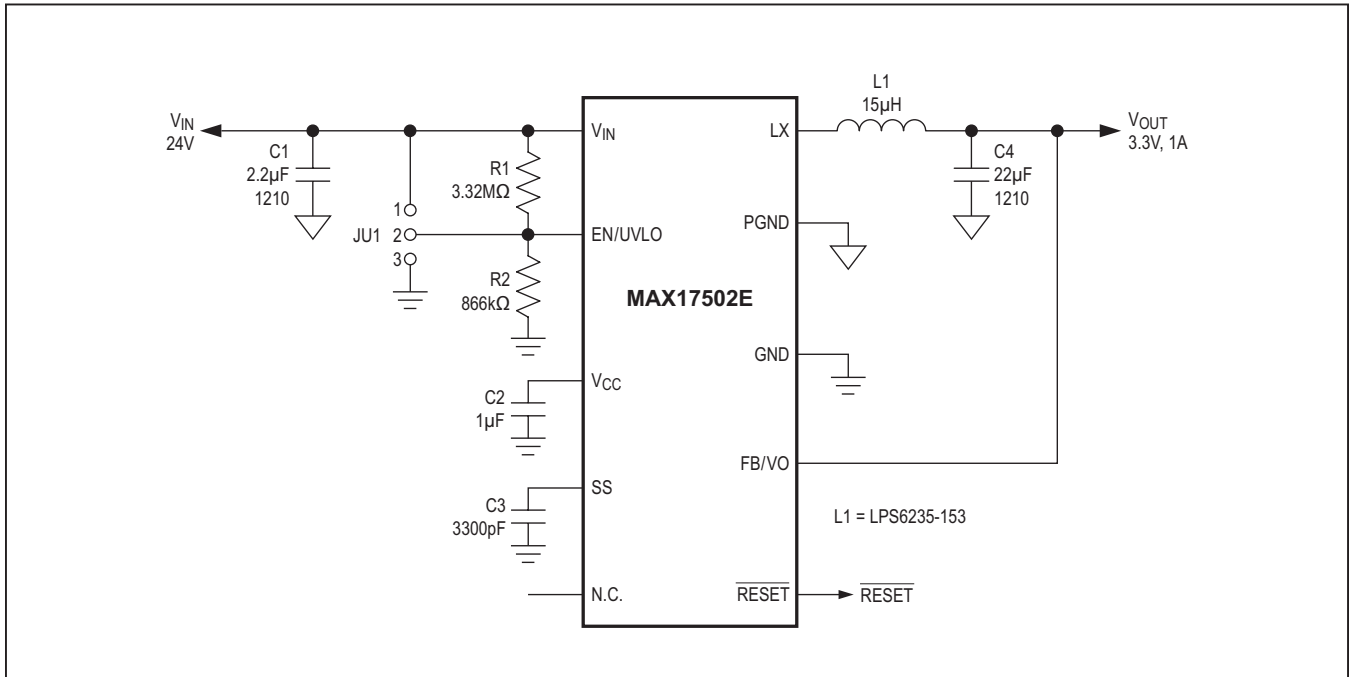 VIN
24V
C1
2.2µF
1210
JU1
1
2
3
R1
3.32MΩ
R2
866kΩ
C2
1µF
C3
3300pF
VIN
EN/UVLO
VCC
SS
N.C.
MAX17502E
LX
PGND
GND
FB/VO
RESET
L1
15µH
C4
22µF
1210
VOUT
3.3V, 1A
L1 = LPS6235-153
RESET